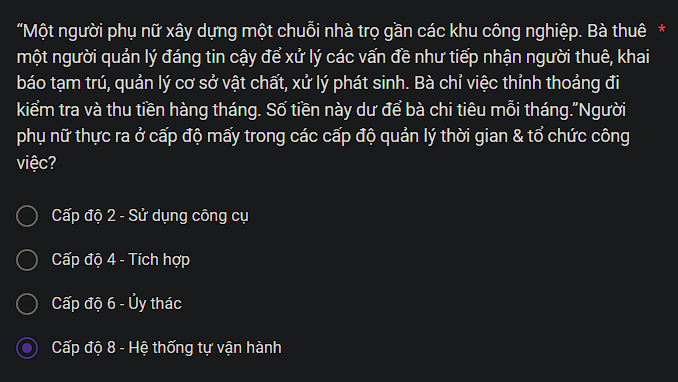 “Một người phụ nữ xây dựng một chuỗi nhà trọ gần các khu công nghiệp. Bà thuê *
một người quản lý đáng tin cậy để xử lý các vấn đề như tiếp nhận người thuê, khai
báo tạm trú, quản lý cơ sở vật chất, xử lý phát sinh. Bà chỉ việc thỉnh thoảng đi
kiểm tra và thu tiền hàng tháng. Số tiền này dư để bà chi tiêu mỗi tháng.”Người
phụ nữ thực ra ở cấp độ mấy trong các cấp độ quản lý thời gian & tổ chức công
việc?
Cấp độ 2 - Sử dụng công cụ
Cấp độ 4 - Tích hợp
Cấp độ 6 - Ủy thác
Cấp độ 8 - Hệ thống tự vận hành